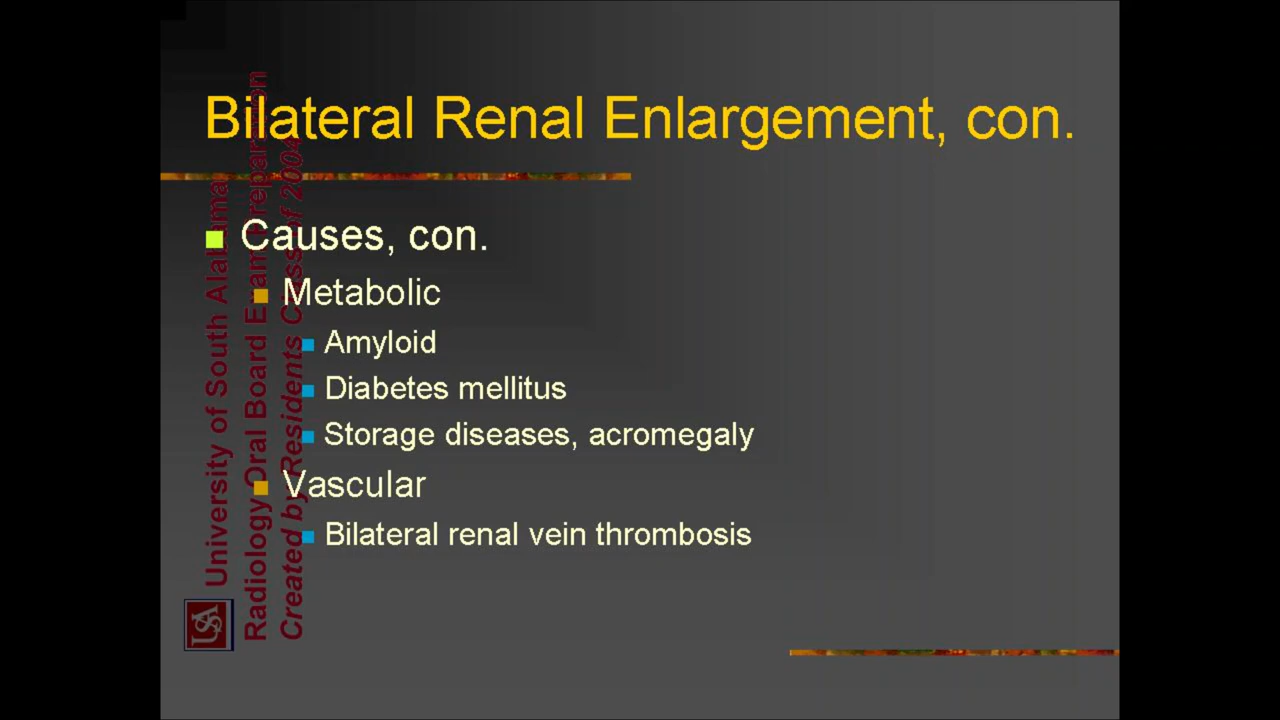 Bilateral Renal Enlargement, con.
Causes, con.
Metabolic
Amyloid
Diabetes mellitus
Storage diseases, acromegaly
Vascular
Bilateral renal vein thrombosis
University of South Alabama
Radiology Oral Board Exam Preparation
Created by Residents Class of 2004
USA